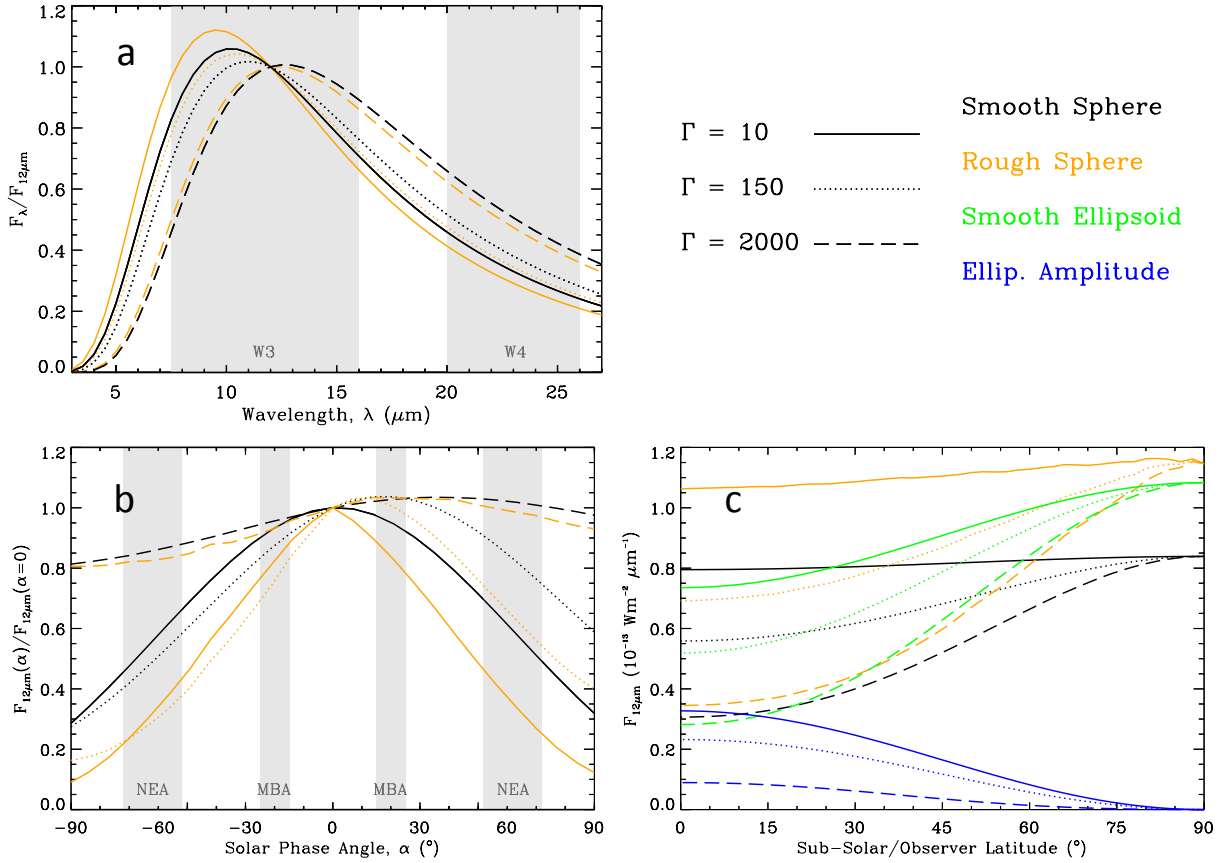 a
1.2
1.0
0.8
0.6
0.4
0.2
0.0
F_λ/F_12μm
W3
W4
5
10
15
20
25
Wavelength, λ (μm)
Γ = 10
Γ = 150
Γ = 2000
Smooth Sphere
Rough Sphere
Smooth Ellipsoid
Ellip. Amplitude
b
1.2
1.0
0.8
0.6
0.4
0.2
0.0
F_12μm(α)/F_12μm(α=0)
NEA
MBA
MBA
NEA
-90
-60
-30
0
30
60
90
Solar Phase Angle, α (°)
c
1.2
1.0
0.8
0.6
0.4
0.2
0.0
F_12μm (10⁻¹³ Wm⁻² μm⁻¹)
0
15
30
45
60
75
90
Sub-Solar/Observer Latitude (°)